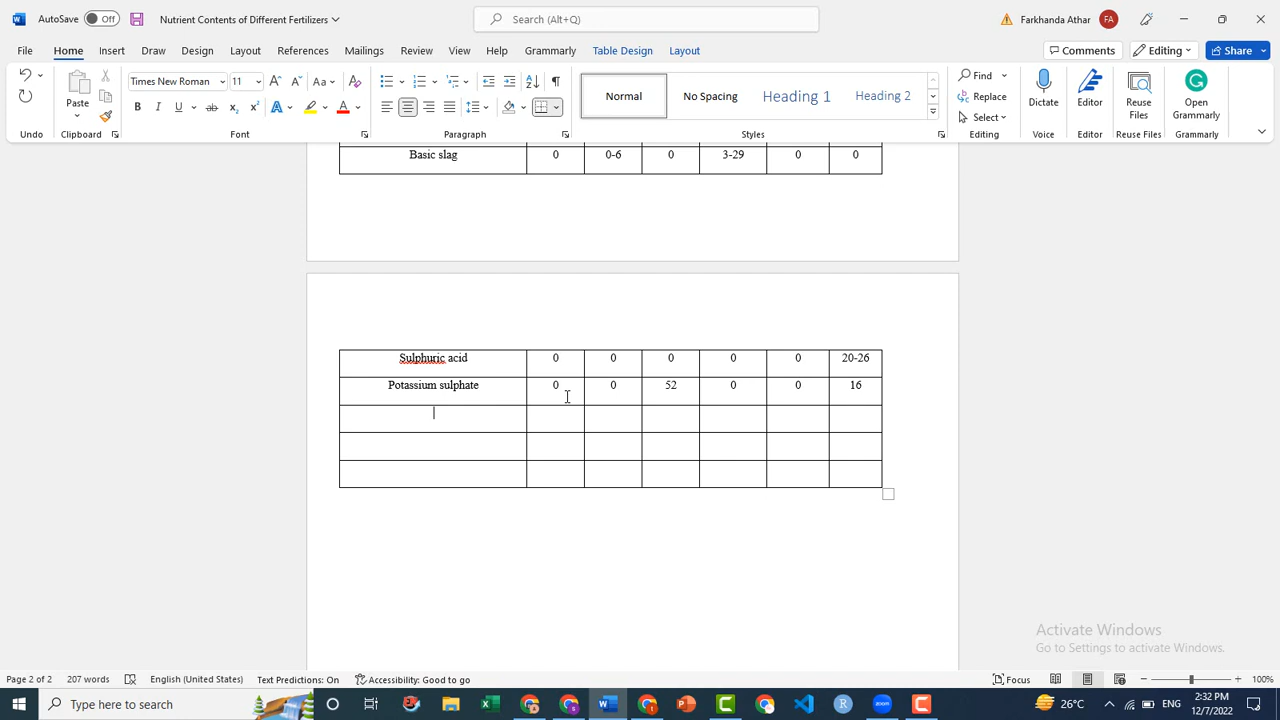 AutoSave Off Nutrient Contents of Different Fertilizers Search (Alt+Q) Farkhanda Athar FA
File Home Insert Draw Design Layout References Mailings Review View Help Grammarly Table Design Layout Comments Editing Share
Times New Roman 11 Aa
Paste
B I U ab x2 x2 A A
Normal No Spacing Heading 1 Heading 2
Find
Replace
Select
Dictate
Editor
Reuse Files
Open Grammarly
Undo Clipboard Font Paragraph Styles Editing Voice Editor Reuse Files Grammarly
Basic slag 0 0-6 0 3-29 0 0
Sulphuric acid 0 0 0 0 0 20-26
Potassium sulphate 0 0 52 0 0 16
Activate Windows
Go to Settings to activate Windows.
Page 2 of 2 207 words English (United States) Text Predictions: On Accessibility: Good to go Focus 100%
Type here to search 26°C ENG 2:32 PM
12/7/2022